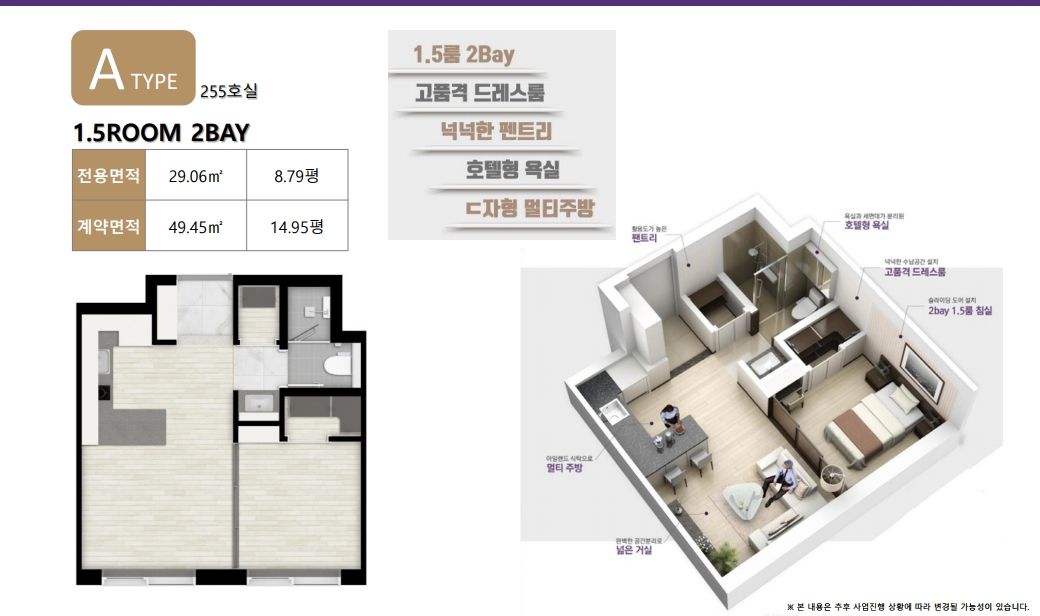 A TYPE
255호실
1.5ROOM 2BAY
전용면적 29.06㎡ 8.79평
계약면적 49.45㎡ 14.95평
1.5룸 2Bay
고품격 드레스룸
넉넉한 펜트리
호텔형 욕실
ㄷ자형 멀티주방
활용도가 높은
팬트리
욕실과 세면대가 분리된
호텔형 욕실
넉넉한 수납공간 설치
고품격 드레스룸
슬라이딩 도어 설치
2bay 1.5룸 침실
아일랜드 식탁으로
멀티 주방
완벽한 공간분리로
넓은 거실
※ 본 내용은 추후 사업진행 상황에 따라 변경될 가능성이 있습니다.